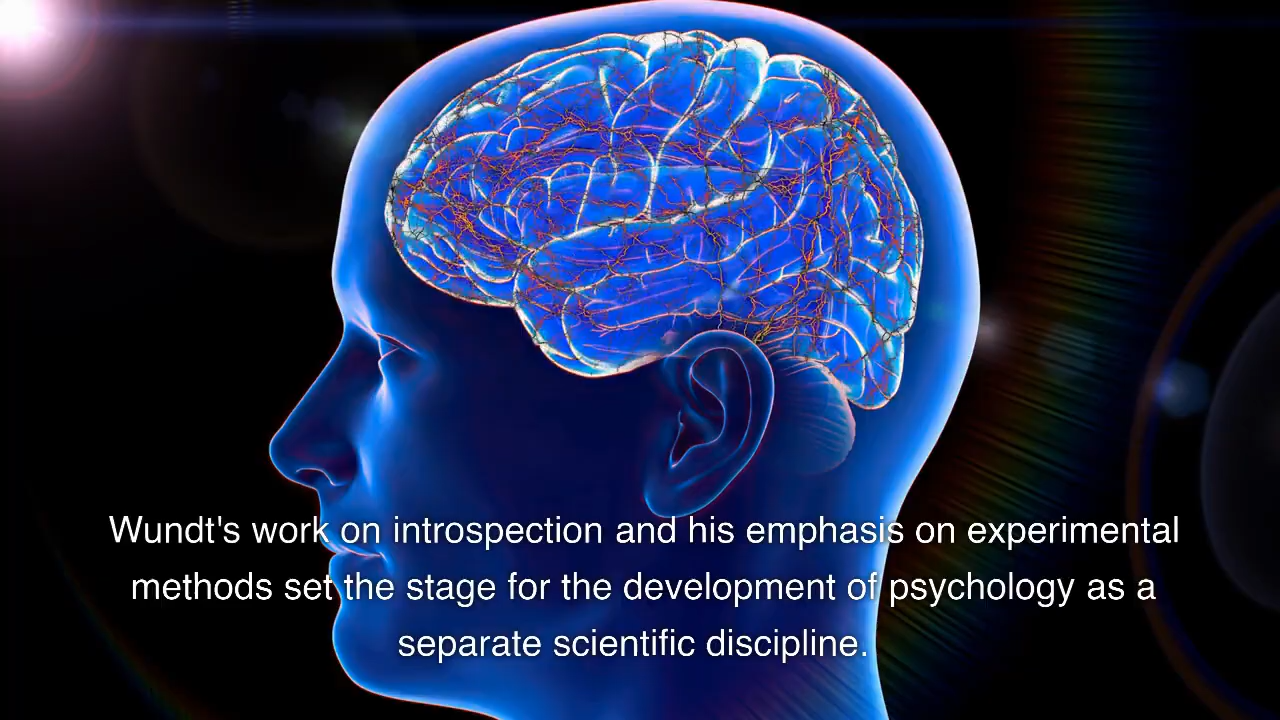 Wundt's work on introspection and his emphasis on experimental
methods set the stage for the development of psychology as a
separate scientific discipline.